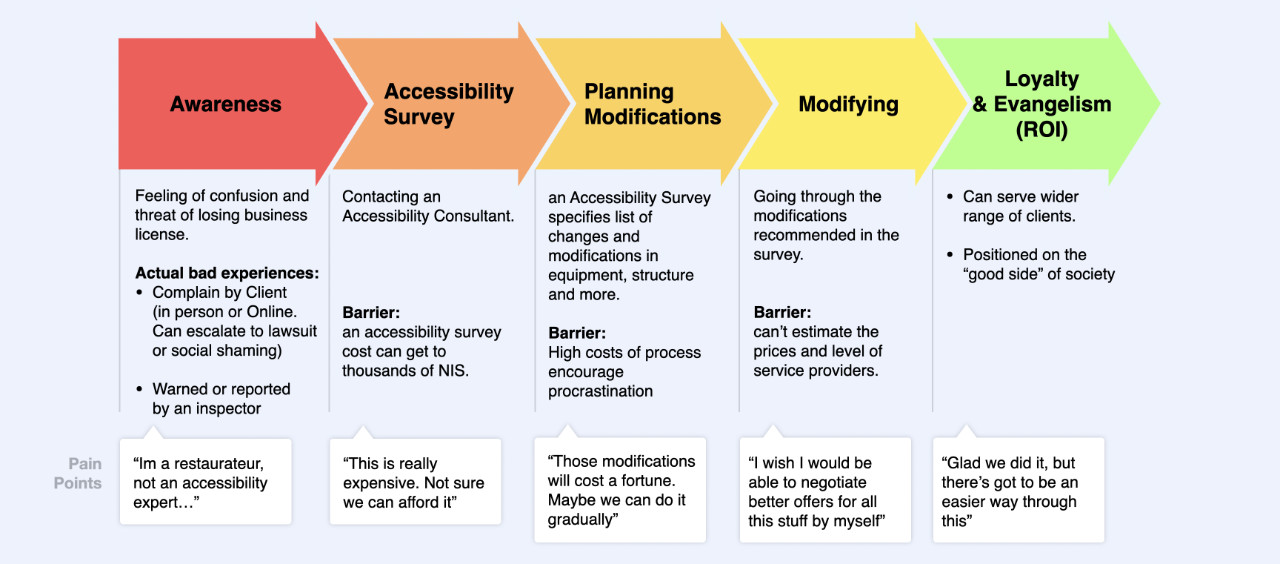 Awareness
Accessibility
Survey
Planning
Modifications
Modifying
Loyalty
& Evangelism
(ROI)
Feeling of confusion and
threat of losing business
license.
Actual bad experiences:
• Complain by Client
(in person or Online.
Can escalate to lawsuit
or social shaming)
• Warned or reported
by an inspector
Contacting an
Accessibility Consultant.
Barrier:
an accessibility survey
cost can get to
thousands of NIS.
an Accessibility Survey
specifies list of
changes and
modifications in
equipment, structure
and more.
Barrier:
High costs of process
encourage
procrastination
Going through the
modifications
recommended in the
survey.
Barrier:
can’t estimate the
prices and level of
service providers.
• Can serve wider
range of clients.
• Positioned on the
“good side” of society
Pain
Points
“Im a restaurateur,
not an accessibility
expert…”
“This is really
expensive. Not sure
we can afford it”
“Those modifications
will cost a fortune.
Maybe we can do it
gradually”
“I wish I would be
able to negotiate
better offers for all
this stuff by myself”
“Glad we did it, but
there’s got to be an
easier way through
this”